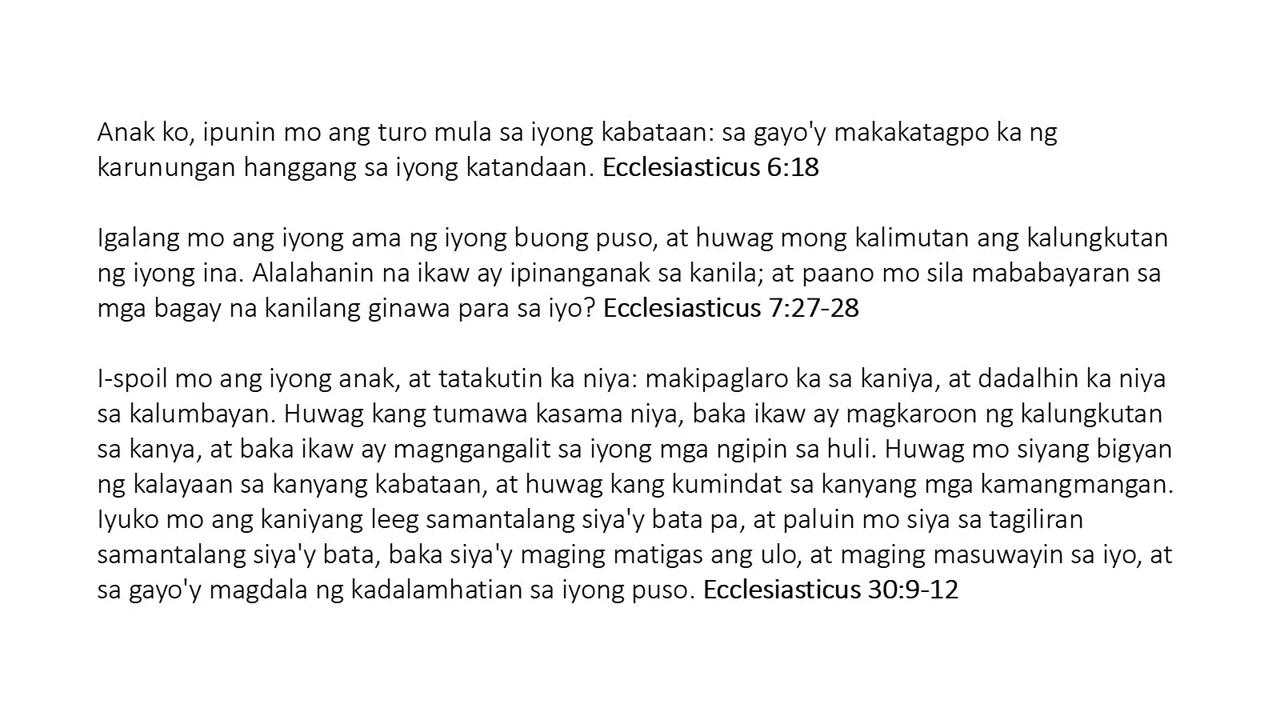 Anak ko, ipunin mo ang turo mula sa iyong kabataan: sa gayo'y makakatagpo ka ng
karunungan hanggang sa iyong katandaan. Ecclesiasticus 6:18
Igalang mo ang iyong ama ng iyong buong puso, at huwag mong kalimutan ang kalungkutan
ng iyong ina. Alalahanin na ikaw ay ipinanganak sa kanila; at paano mo sila mababayaran sa
mga bagay na kanilang ginawa para sa iyo? Ecclesiasticus 7:27-28
I-spoil mo ang iyong anak, at tatakutin ka niya: makipaglaro ka sa kaniya, at dadalhin ka niya
sa kalumbayan. Huwag kang tumawa kasama niya, baka ikaw ay magkaroon ng kalungkutan
sa kanya, at baka ikaw ay magngangalit sa iyong mga ngipin sa huli. Huwag mo siyang bigyan
ng kalayaan sa kanyang kabataan, at huwag kang kumindat sa kanyang mga kamangmangan.
Iyuko mo ang kaniyang leeg samantalang siya'y bata pa, at paluin mo siya sa tagiliran
samantalang siya'y bata, baka siya'y maging matigas ang ulo, at maging masuwayin sa iyo, at
sa gayo'y magdala ng kadalamhatian sa iyong puso. Ecclesiasticus 30:9-12